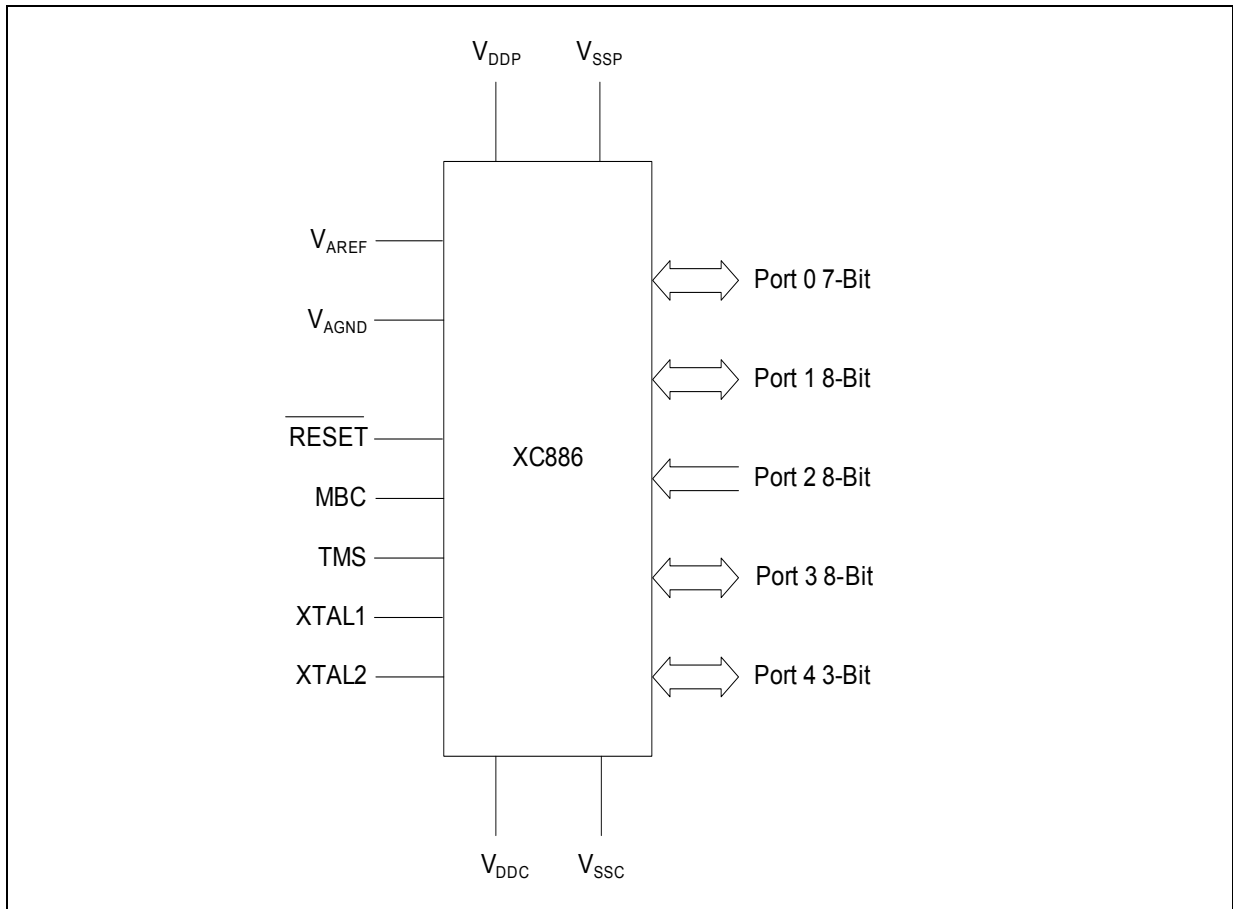 VDDP VSSP
VAREF
VAGND
RESET
MBC
TMS
XTAL1
XTAL2
XC886
Port 0 7-Bit
Port 1 8-Bit
Port 2 8-Bit
Port 3 8-Bit
Port 4 3-Bit
VDDC VSSC